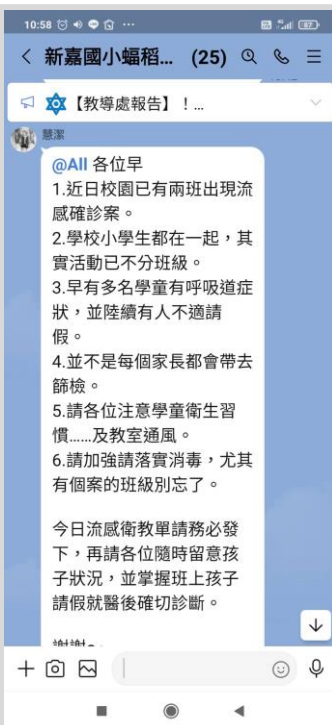 10:58
87
新嘉國小蝠稻... (25)
【教導處報告】！...
慧潔
@All 各位早
1.近日校園已有兩班出現流
感確診案。
2.學校小學生都在一起，其
實活動已不分班級。
3.早有多名學童有呼吸道症
狀，並陸續有人不適請
假。
4.並不是每個家長都會帶去
篩檢。
5.請各位注意學童衛生習
慣......及教室通風。
6.請加強請落實消毒，尤其
有個案的班級別忘了。
今日流感衛教單請務必發
下，再請各位隨時留意孩
子狀況，並掌握班上孩子
請假就醫後確切診斷。